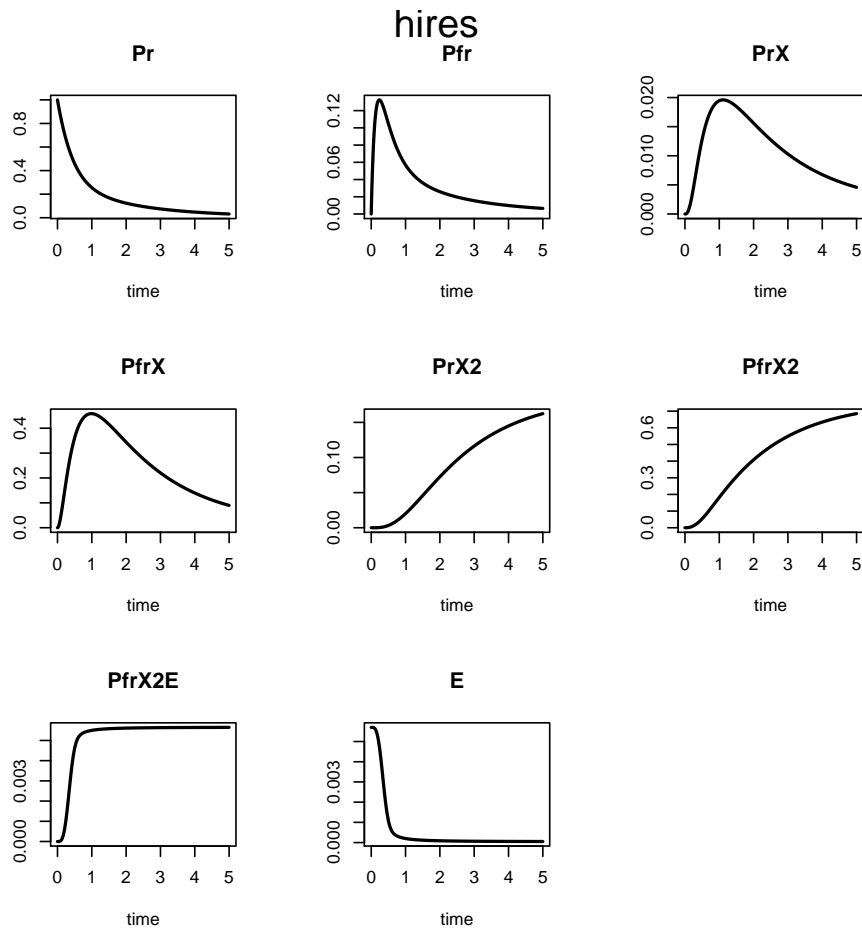 hires
Pr
0.0 0.4 0.8
0 1 2 3 4 5
time
Pfr
0.00 0.06 0.12
0 1 2 3 4 5
time
PrX
0.000 0.010 0.020
0 1 2 3 4 5
time
PfrX
0.0 0.2 0.4
0 1 2 3 4 5
time
PrX2
0.00 0.10
0 1 2 3 4 5
time
PfrX2
0.0 0.3 0.6
0 1 2 3 4 5
time
PfrX2E
0.000 0.003
0 1 2 3 4 5
time
E
0.000 0.003
0 1 2 3 4 5
time